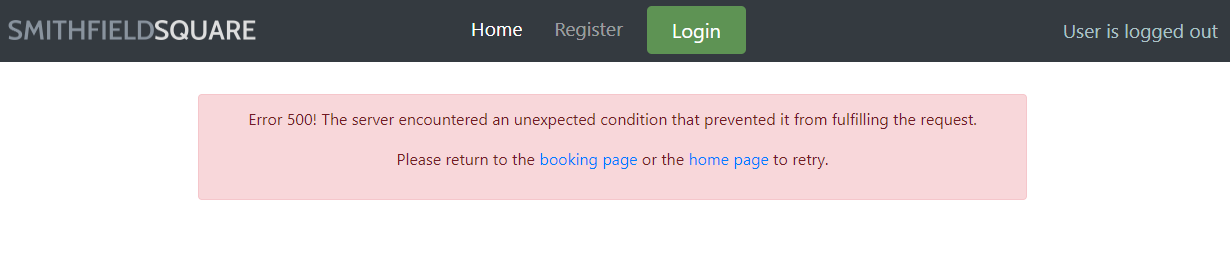 SMITHFIELDSQUARE Home Register Login User is logged out
Error 500! The server encountered an unexpected condition that prevented it from fulfilling the request.
Please return to the booking page or the home page to retry.